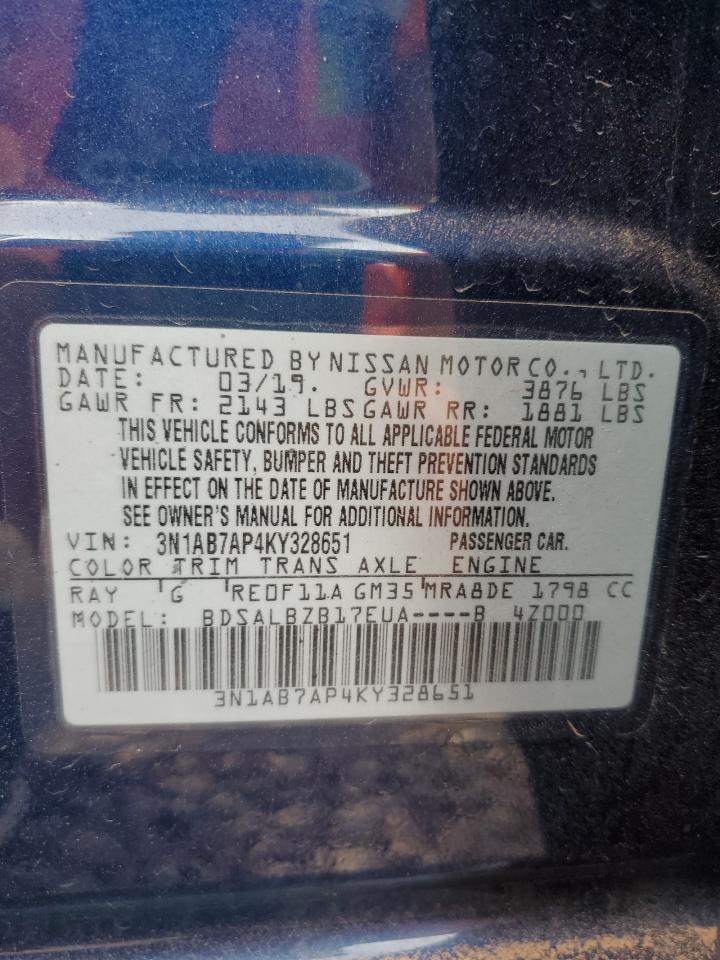 MANUFACTURED BY NISSAN MOTOR CO., LTD.
DATE: 03/19. GVWR: 3876 LBS
GAWR FR: 2143 LBS GAWR RR: 1881 LBS
THIS VEHICLE CONFORMS TO ALL APPLICABLE FEDERAL MOTOR
VEHICLE SAFETY, BUMPER AND THEFT PREVENTION STANDARDS
IN EFFECT ON THE DATE OF MANUFACTURE SHOWN ABOVE.
SEE OWNER'S MANUAL FOR ADDITIONAL INFORMATION.
VIN: 3N1AB7AP4KY328651 PASSENGER CAR.
COLOR TRIM TRANS AXLE ENGINE
RAY G RE0F11A GM35 MRA8DE 1798 CC
MODEL: BDSALBZB17EUA----B 4Z000
3N1AB7AP4KY328651